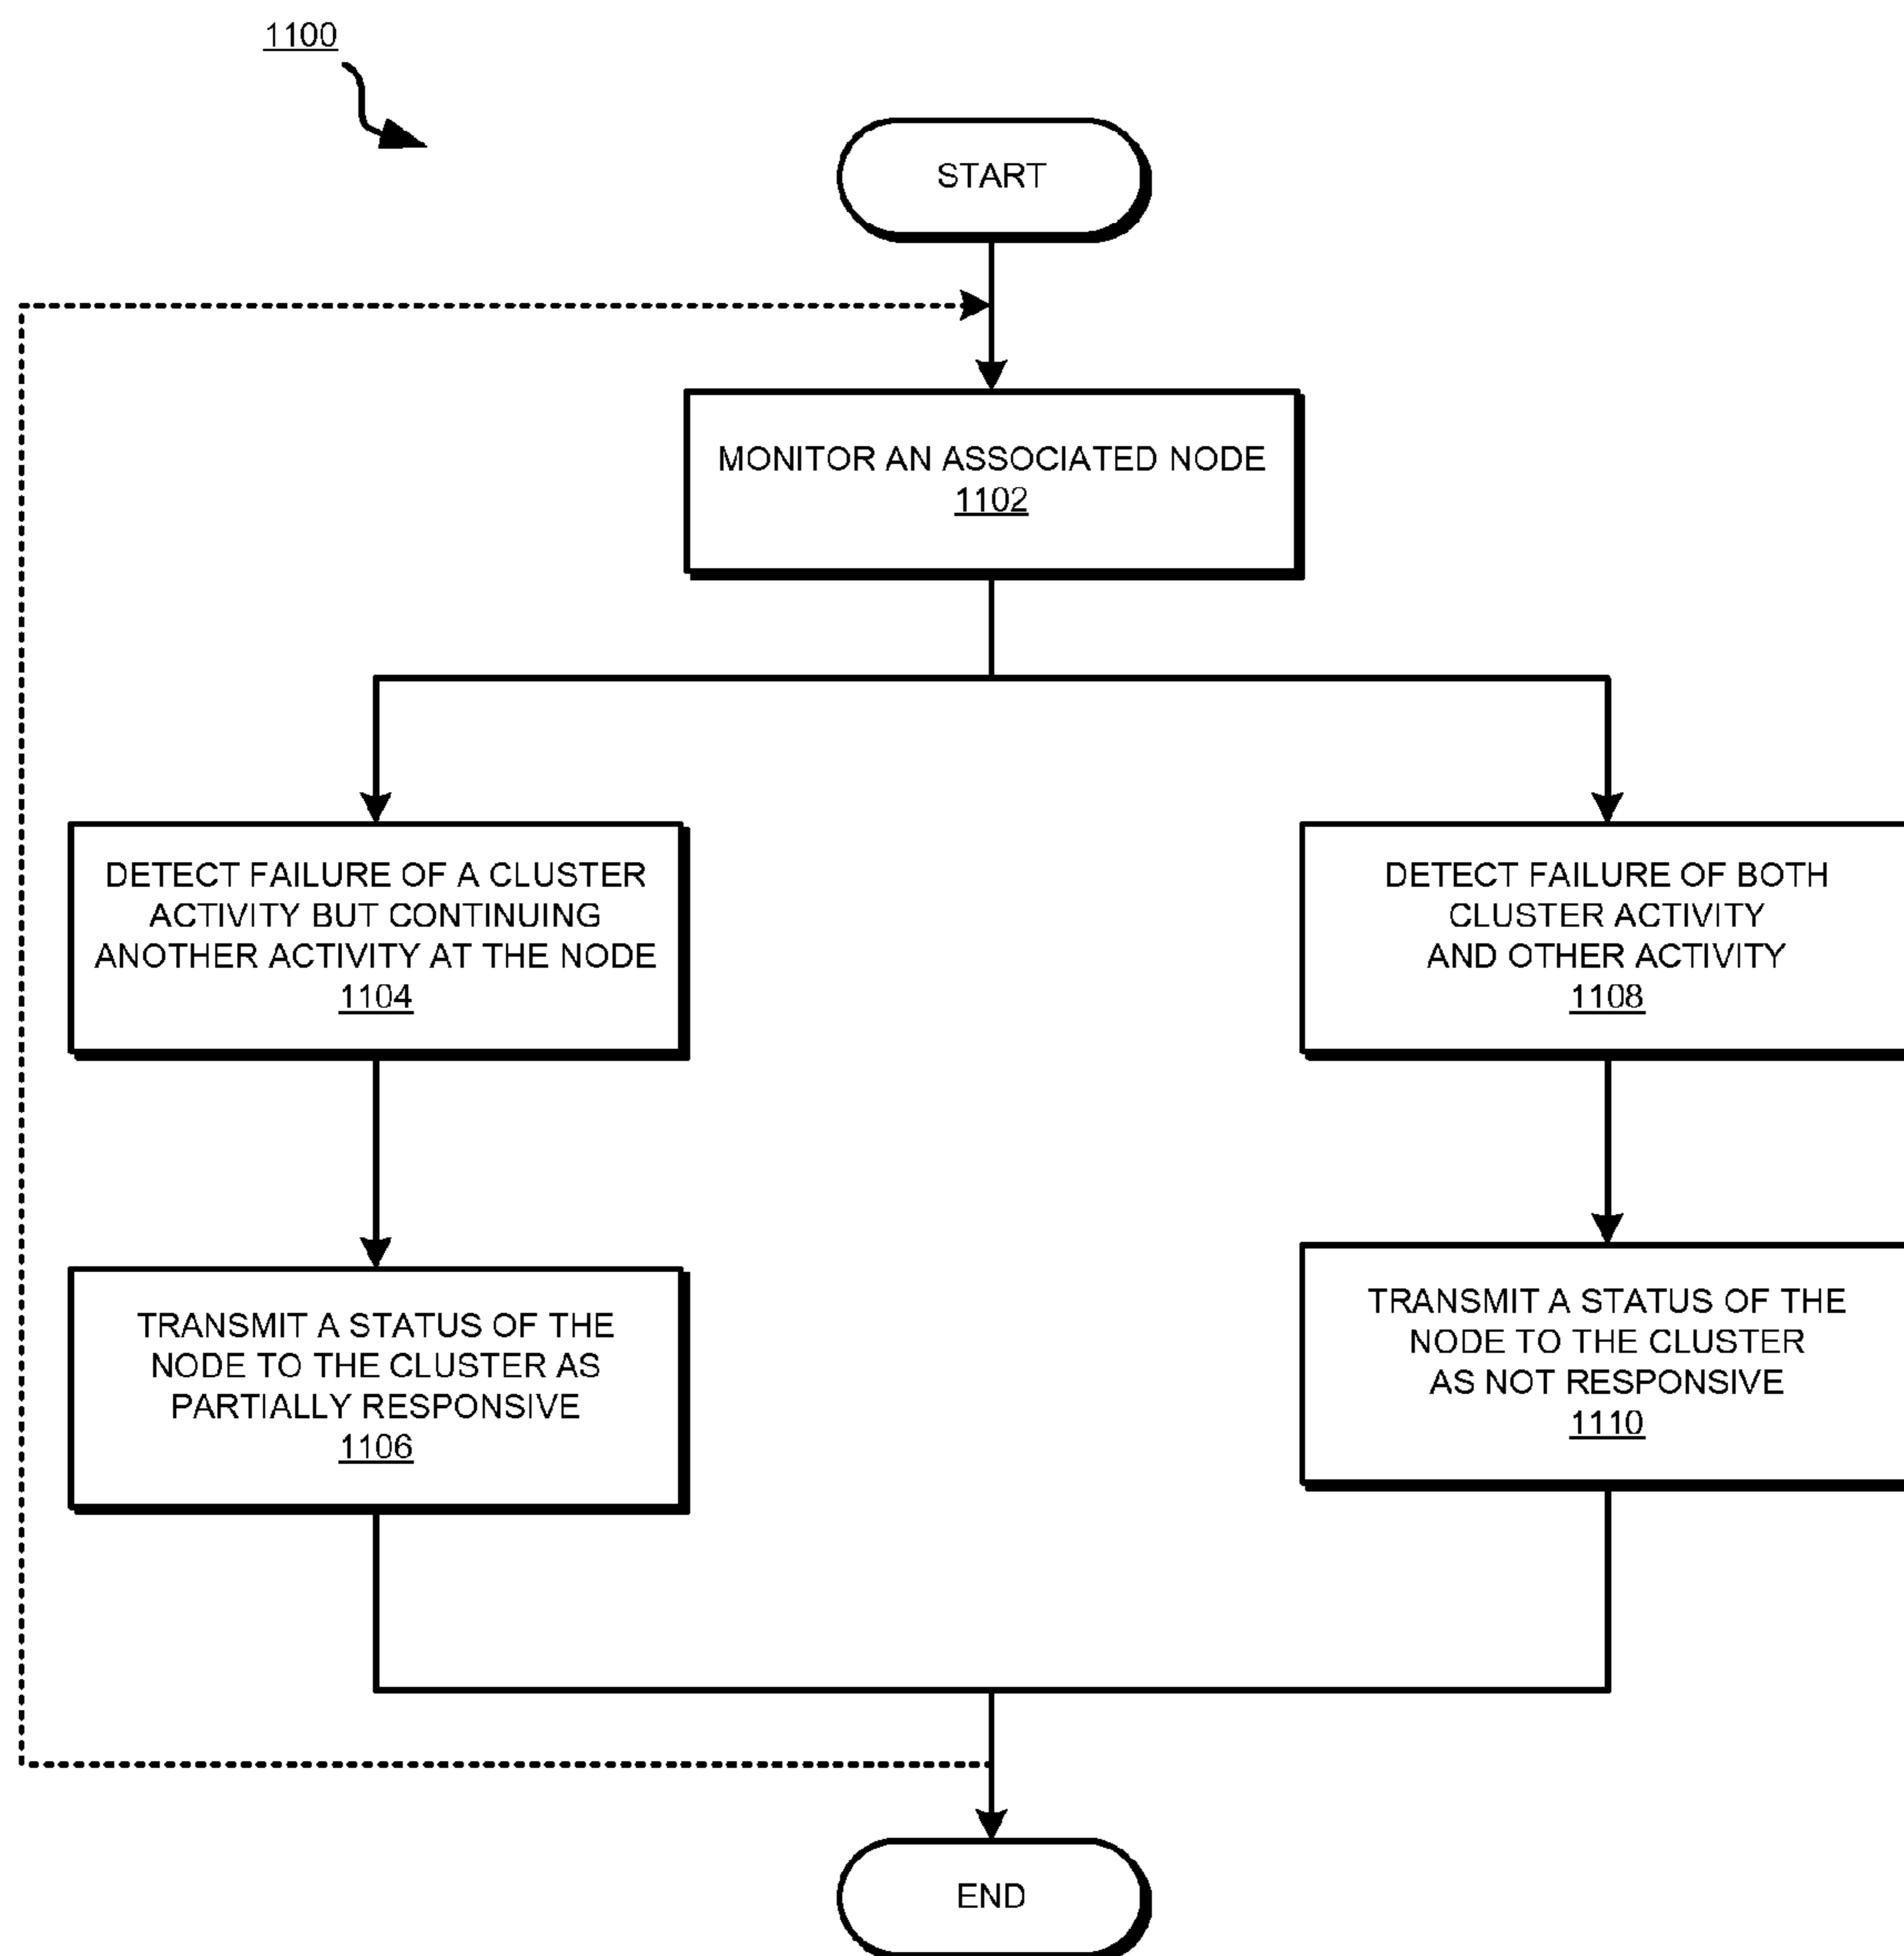 1100
START
MONITOR AN ASSOCIATED NODE
1102
DETECT FAILURE OF A CLUSTER
ACTIVITY BUT CONTINUING
ANOTHER ACTIVITY AT THE NODE
1104
DETECT FAILURE OF BOTH
CLUSTER ACTIVITY
AND OTHER ACTIVITY
1108
TRANSMIT A STATUS OF THE
NODE TO THE CLUSTER AS
PARTIALLY RESPONSIVE
1106
TRANSMIT A STATUS OF THE
NODE TO THE CLUSTER
AS NOT RESPONSIVE
1110
END